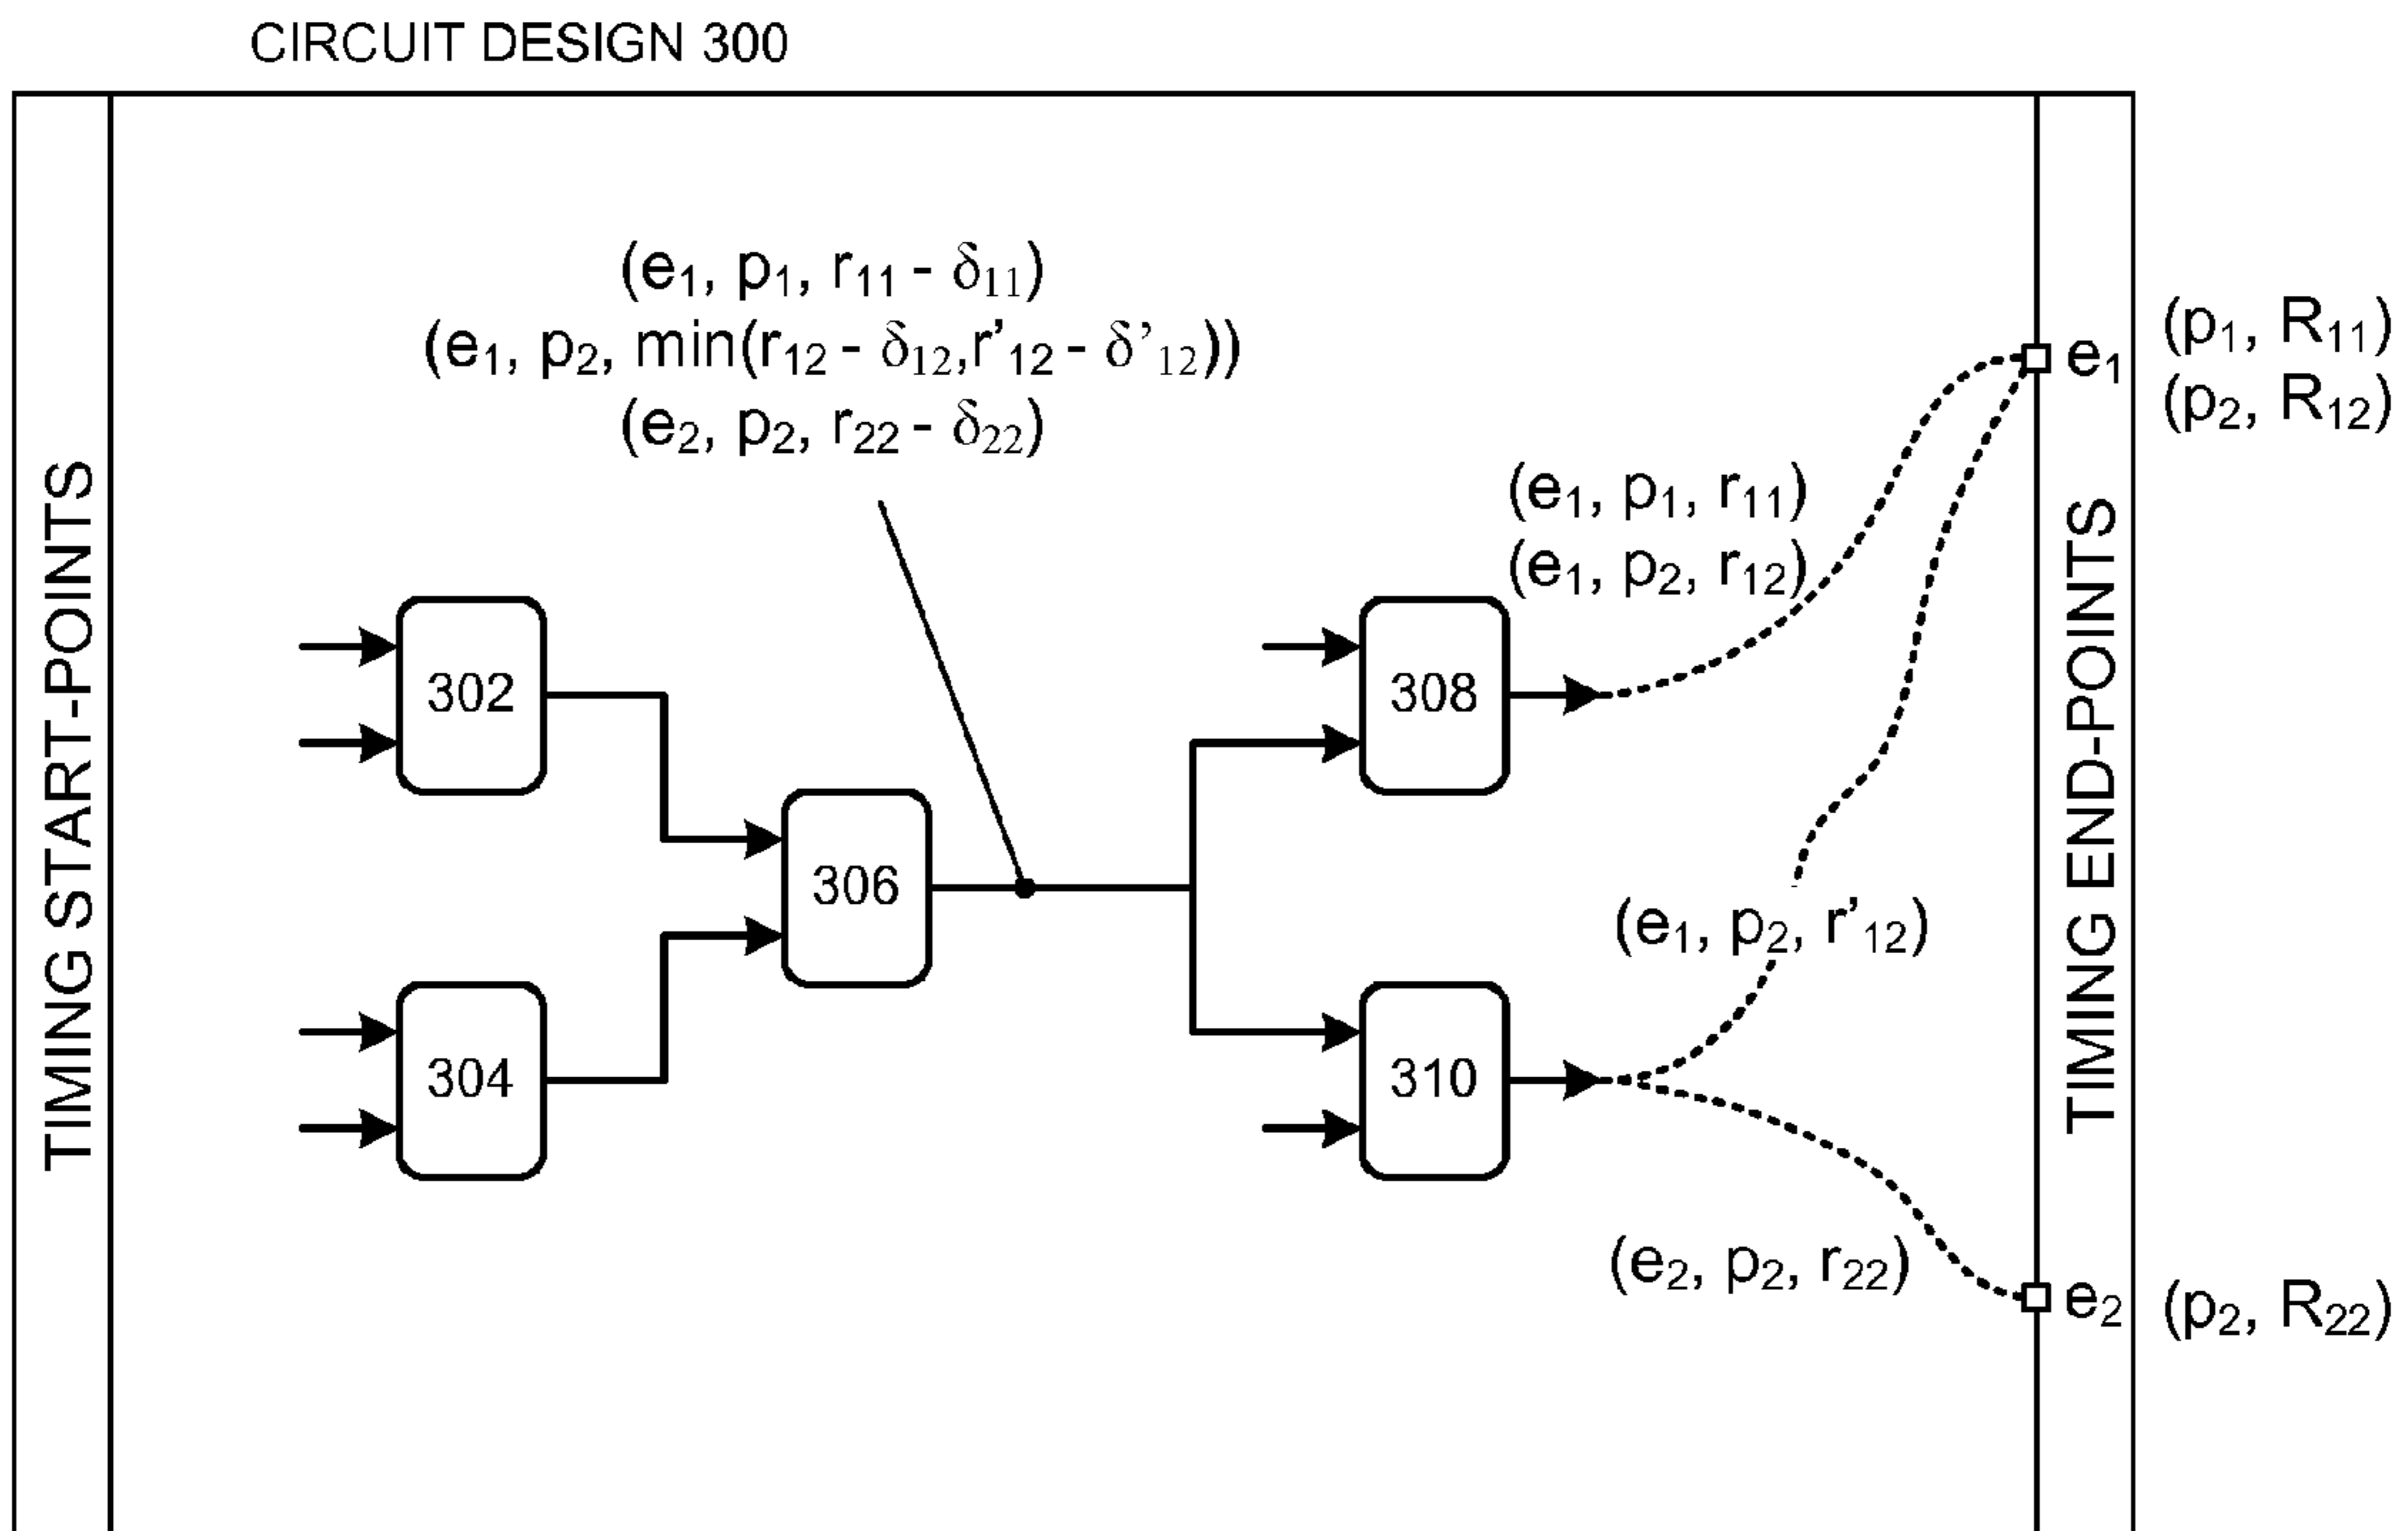 CIRCUIT DESIGN 300
TIMING START-POINTS
(e₁, p₁, r₁₁ - δ₁₁)
(e₁, p₂, min(r₁₂ - δ₁₂,r'₁₂ - δ’₁₂))
(e₂, p₂, r₂₂ - δ₂₂)
302
304
306
308
310
(e₁, p₁, r₁₁)
(e₁, p₂, r₁₂)
(e₁, p₂, r'₁₂)
(e₂, p₂, r₂₂)
TIMING END-POINTS
e₁
(p₁, R₁₁)
(p₂, R₁₂)
e₂
(p₂, R₂₂)